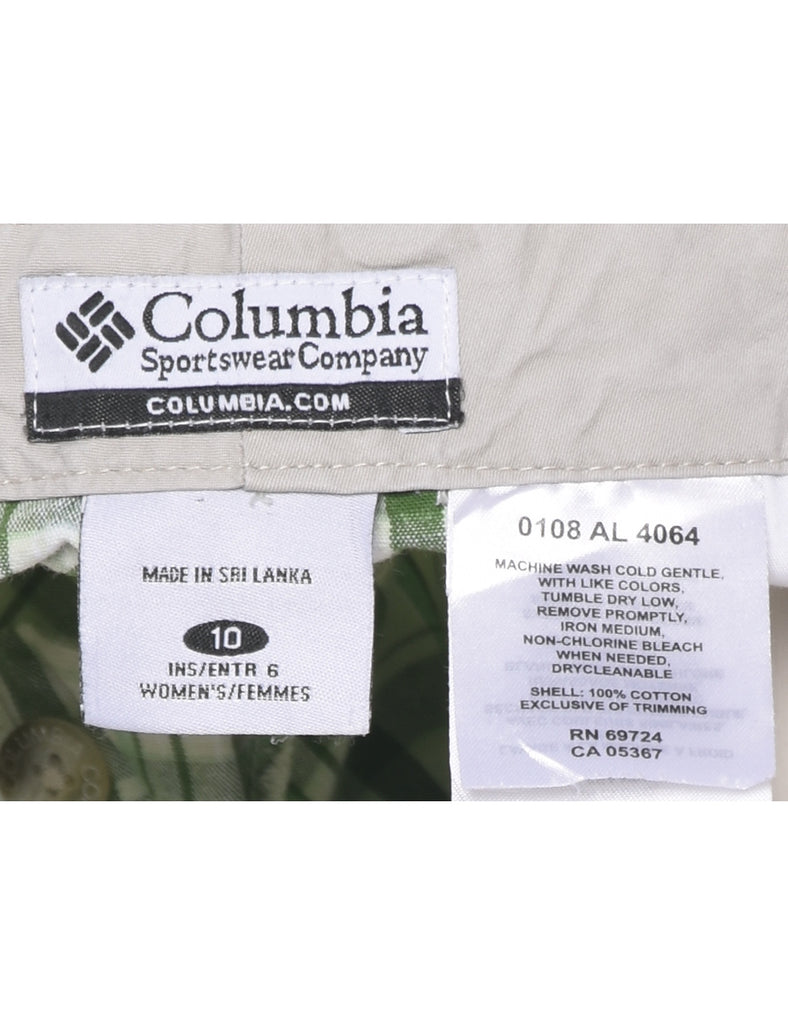 Columbia
Sportswear Company
COLUMBIA.COM
MADE IN SRI LANKA
10
INS/ENTR 6
WOMEN'S/FEMMES
0108 AL 4064
MACHINE WASH COLD GENTLE,
WITH LIKE COLORS,
TUMBLE DRY LOW,
REMOVE PROMPTLY,
IRON MEDIUM,
NON-CHLORINE BLEACH
WHEN NEEDED,
DRYCLEANABLE
SHELL: 100% COTTON
EXCLUSIVE OF TRIMMING
RN 69724
CA 05367